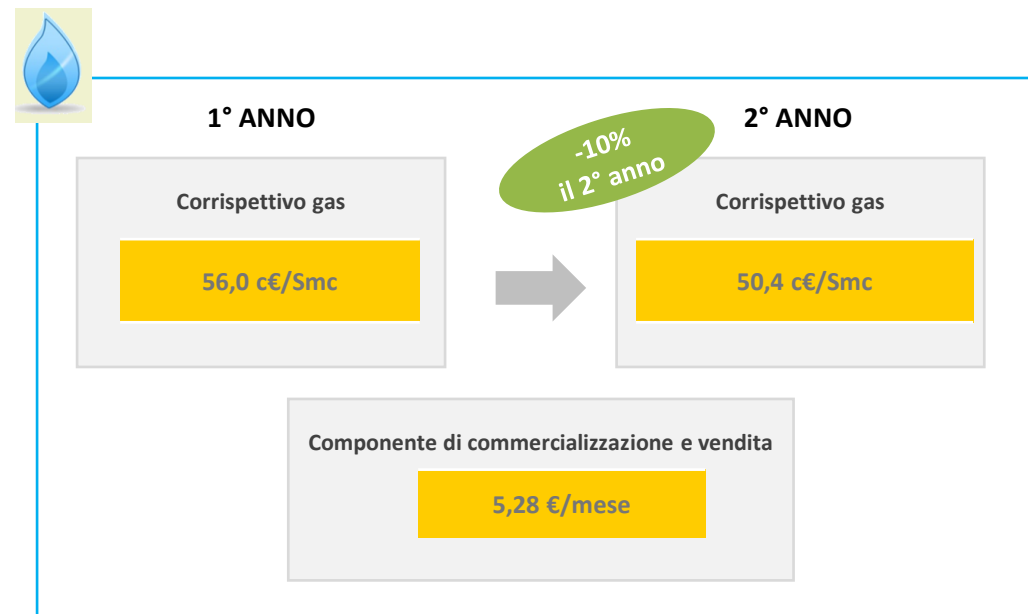 1° ANNO
-10%
il 2° anno
2° ANNO
Corrispettivo gas
56,0 c€/Smc
Corrispettivo gas
50,4 c€/Smc
Componente di commercializzazione e vendita
5,28 €/mese